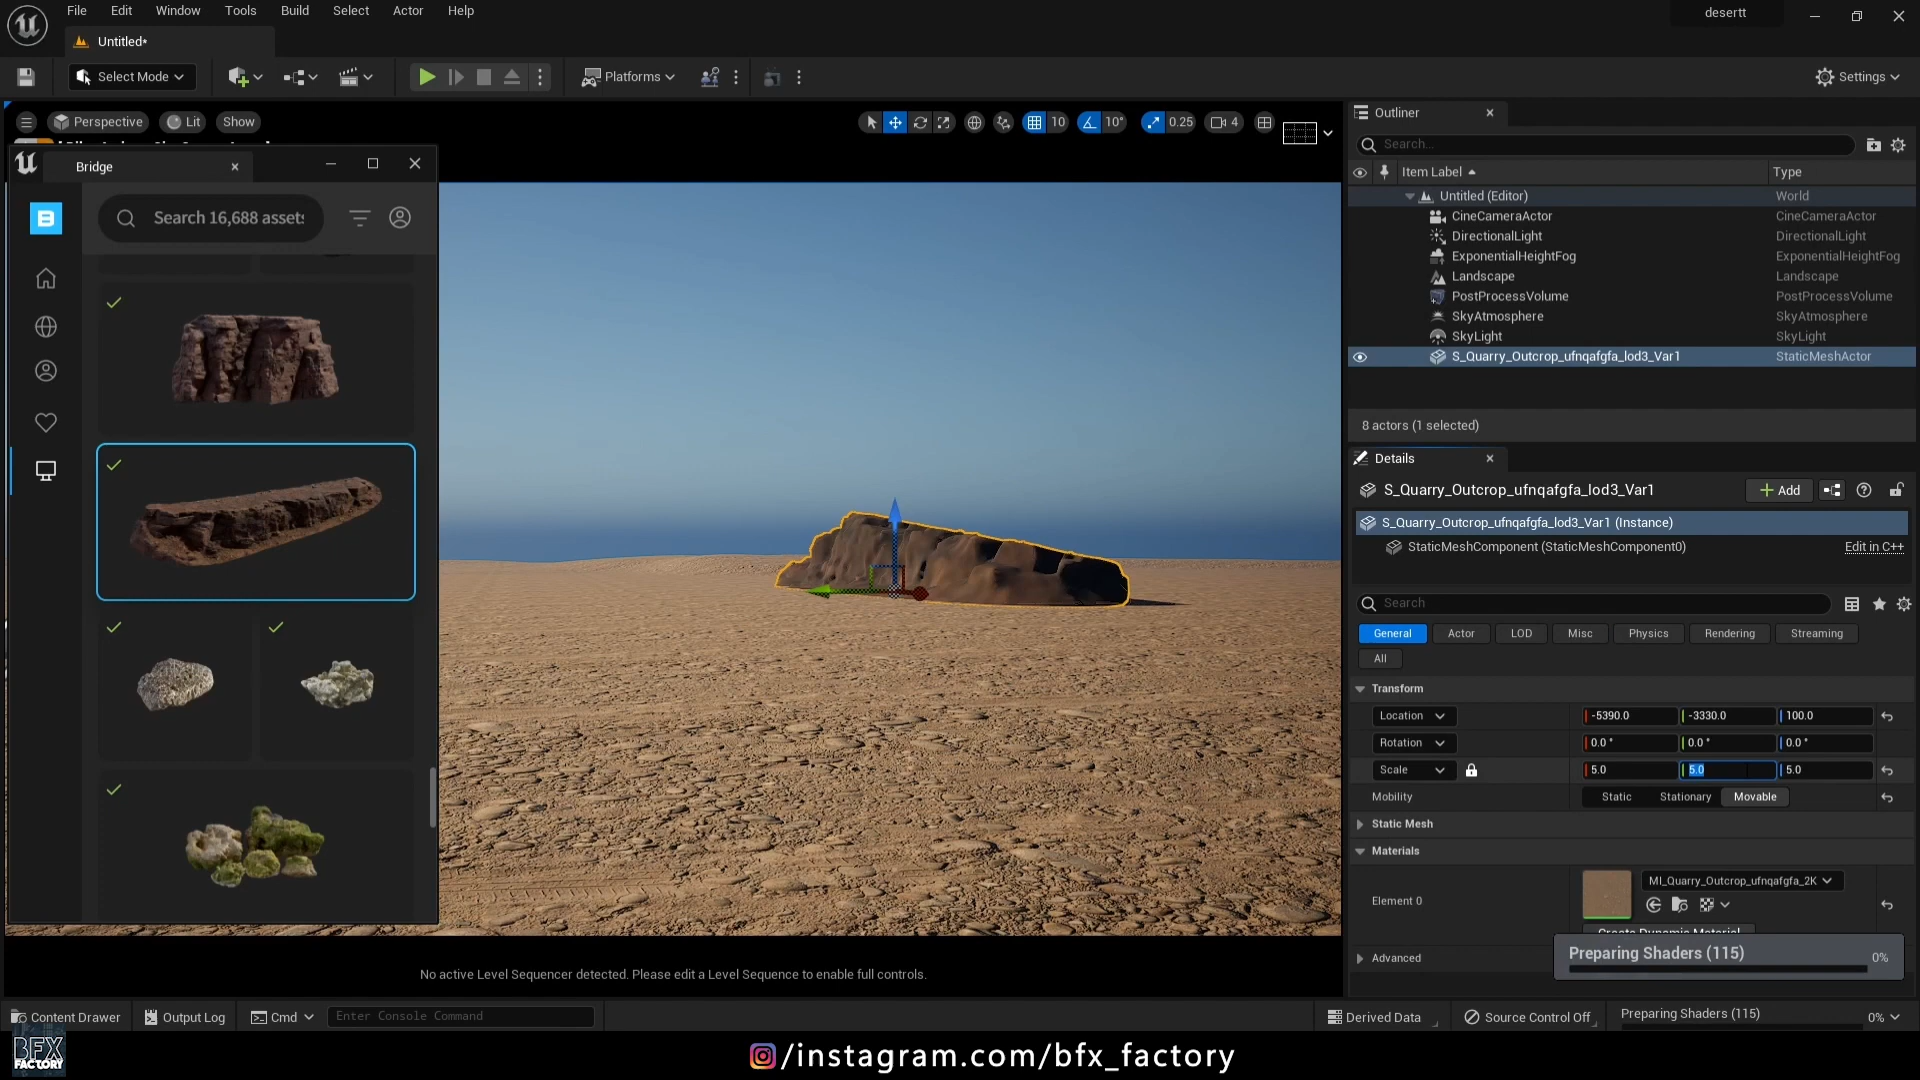 File Edit Window Tools Build Select Actor Help
desertt
Untitled*
Select Mode
Platforms
Settings
Perspective Lit Show
10 10° 0.25 4
Bridge
Search 16,688 assets
Outliner
Search...
Item Label Type
Untitled (Editor) World
CineCameraActor CineCameraActor
DirectionalLight DirectionalLight
ExponentialHeightFog ExponentialHeightFog
Landscape Landscape
PostProcessVolume PostProcessVolume
SkyAtmosphere SkyAtmosphere
SkyLight SkyLight
S_Quarry_Outcrop_ufnqafgfa_lod3_Var1 StaticMeshActor
8 actors (1 selected)
Details
S_Quarry_Outcrop_ufnqafgfa_lod3_Var1 Add
S_Quarry_Outcrop_ufnqafgfa_lod3_Var1 (Instance)
StaticMeshComponent (StaticMeshComponent0) Edit in C++
Search
General Actor LOD Misc Physics Rendering Streaming
All
Transform
Location -5390.0 -3330.0 100.0
Rotation 0.0 ° 0.0 ° 0.0 °
Scale 5.0 5.0 5.0
Mobility Static Stationary Movable
Static Mesh
Materials
MI_Quarry_Outcrop_ufnqafgfa_2K
Element 0
Create Dynamic Material
Advanced
Preparing Shaders (115) 0%
No active Level Sequencer detected. Please edit a Level Sequence to enable full controls.
Content Drawer Output Log Cmd Enter Console Command
Derived Data Source Control Off Preparing Shaders (115) 0%
BFX
FACTORY
/instagram.com/bfx_factory